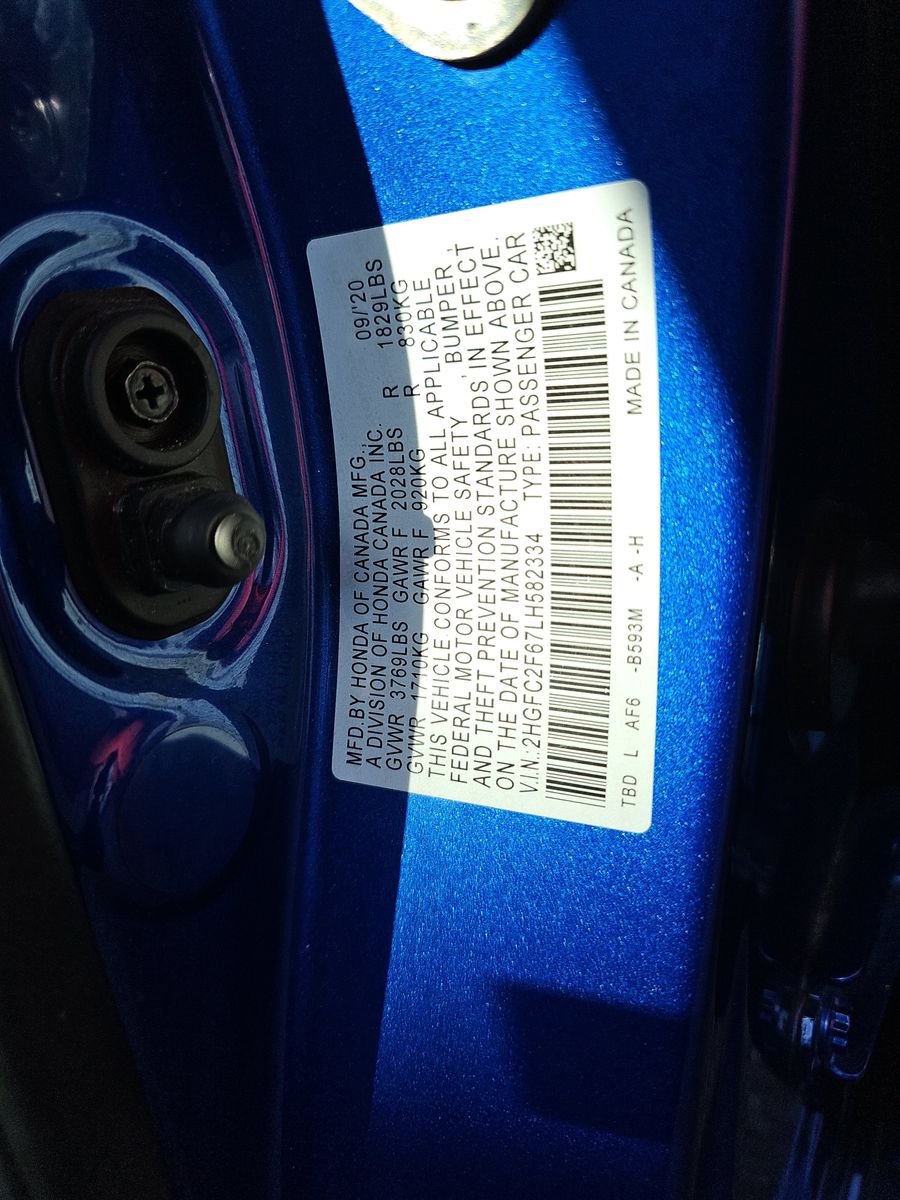 MFD.BY HONDA OF CANADA MFG., 09/'20
A DIVISION OF HONDA CANADA INC.
GVWR 3769LBS GAWR F 2028LBS R 1829LBS
GVWR 1710KG GAWR F 920KG R 830KG
THIS VEHICLE CONFORMS TO ALL APPLICABLE
FEDERAL MOTOR VEHICLE SAFETY , BUMPER ,
AND THEFT PREVENTION STANDARDS IN EFFECT
ON THE DATE OF MANUFACTURE SHOWN ABOVE.
V.I.N.:2HGFC2F67LH582334 TYPE: PASSENGER CAR
TBD L AF6 -B593M -A -H MADE IN CANADA